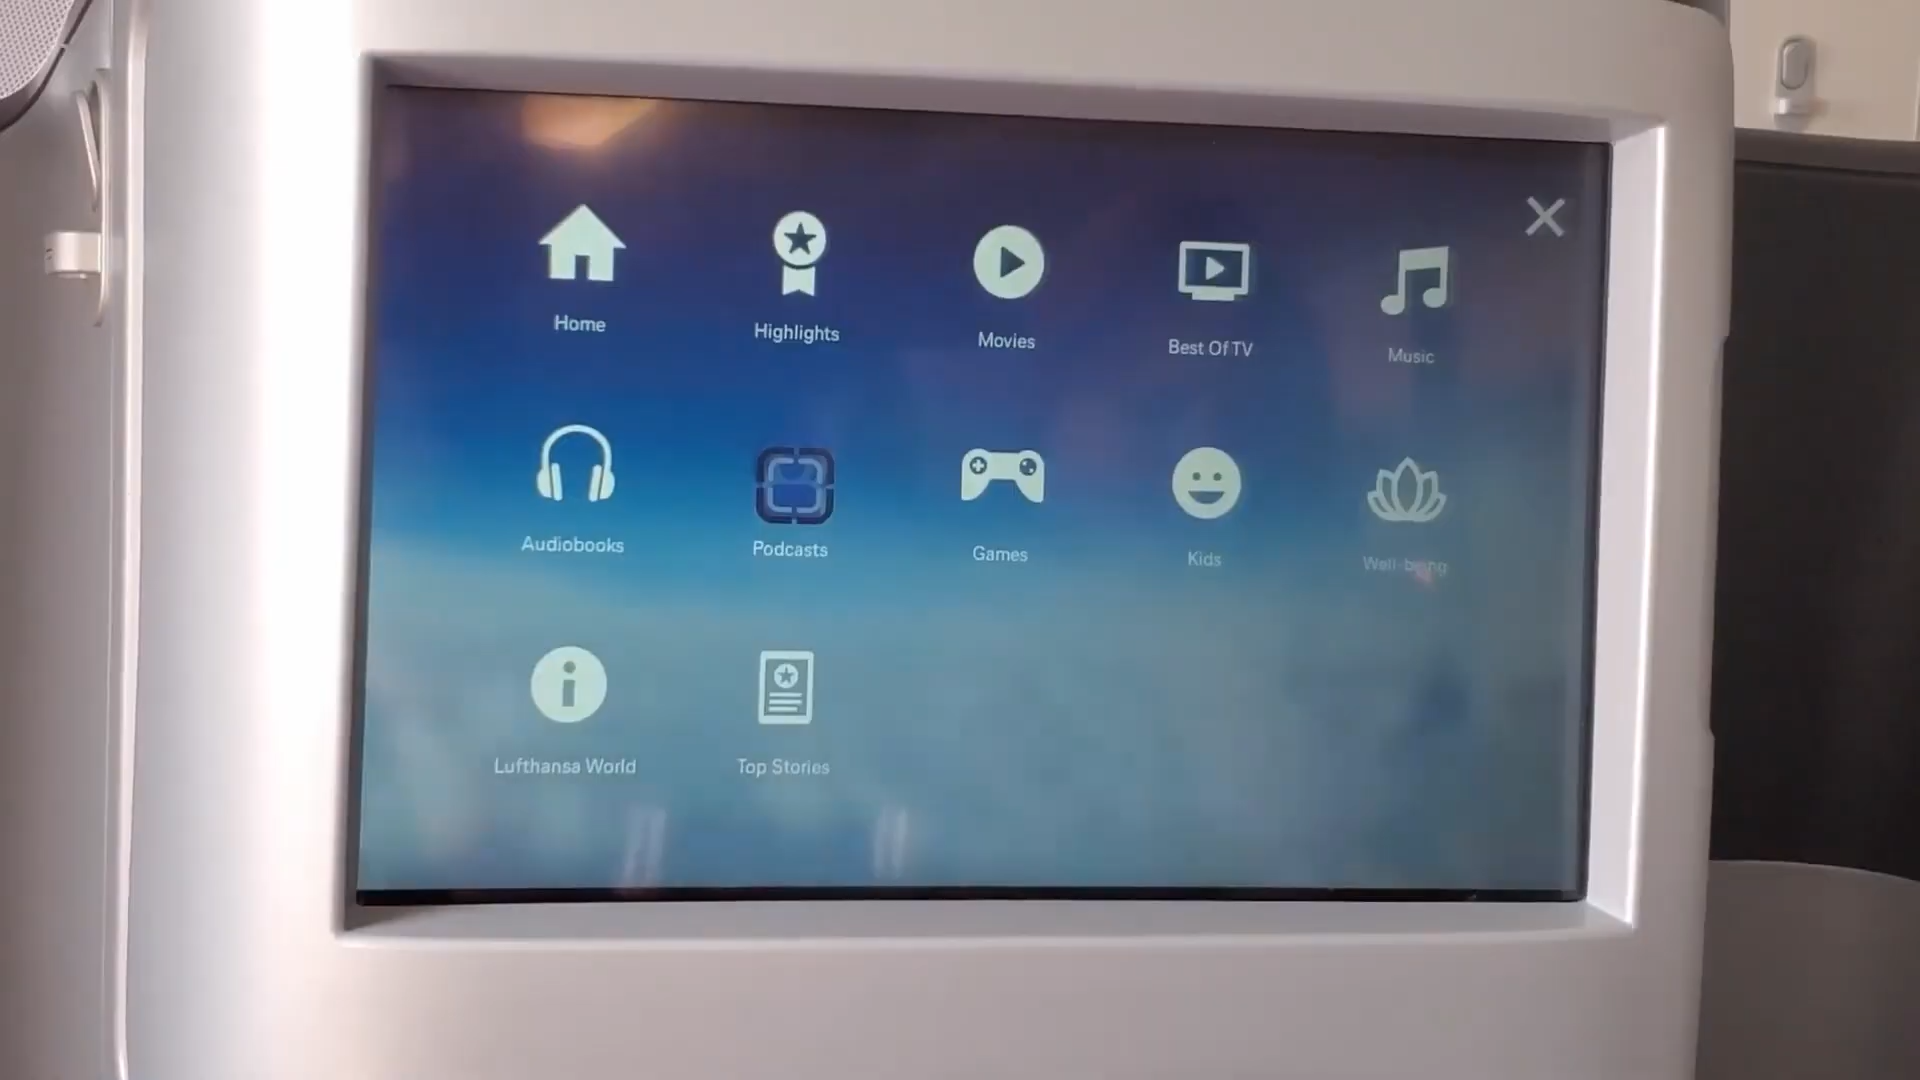 Home
Highlights
Movies
Best Of TV
Music
Audiobooks
Podcasts
Games
Kids
Well-being
Lufthansa World
Top Stories